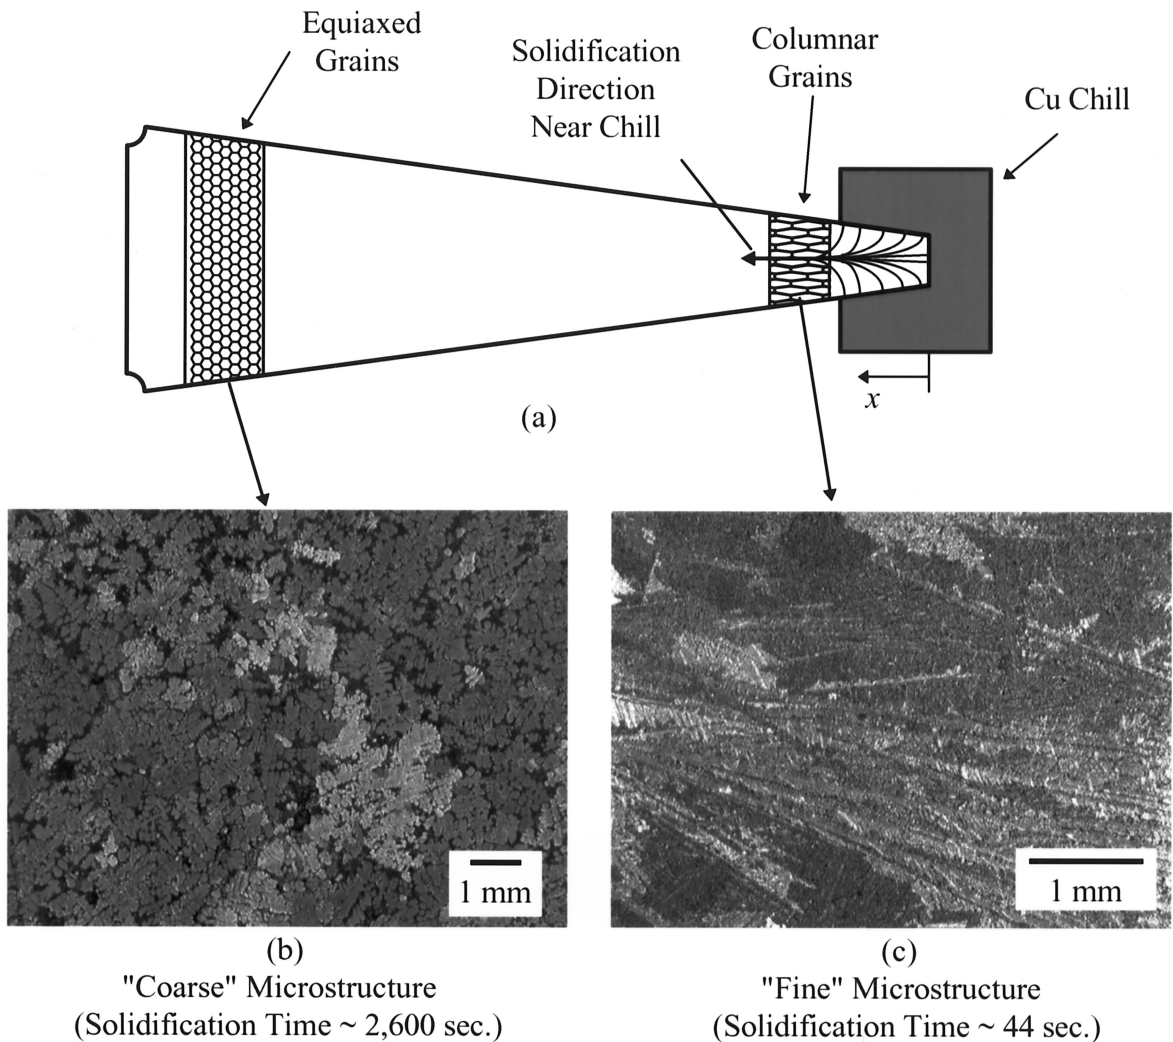 Equiaxed
Grains
Solidification
Direction
Near Chill
Columnar
Grains
Cu Chill
x
(a)
1 mm
1 mm
(b)
"Coarse" Microstructure
(Solidification Time ~ 2,600 sec.)
(c)
"Fine" Microstructure
(Solidification Time ~ 44 sec.)